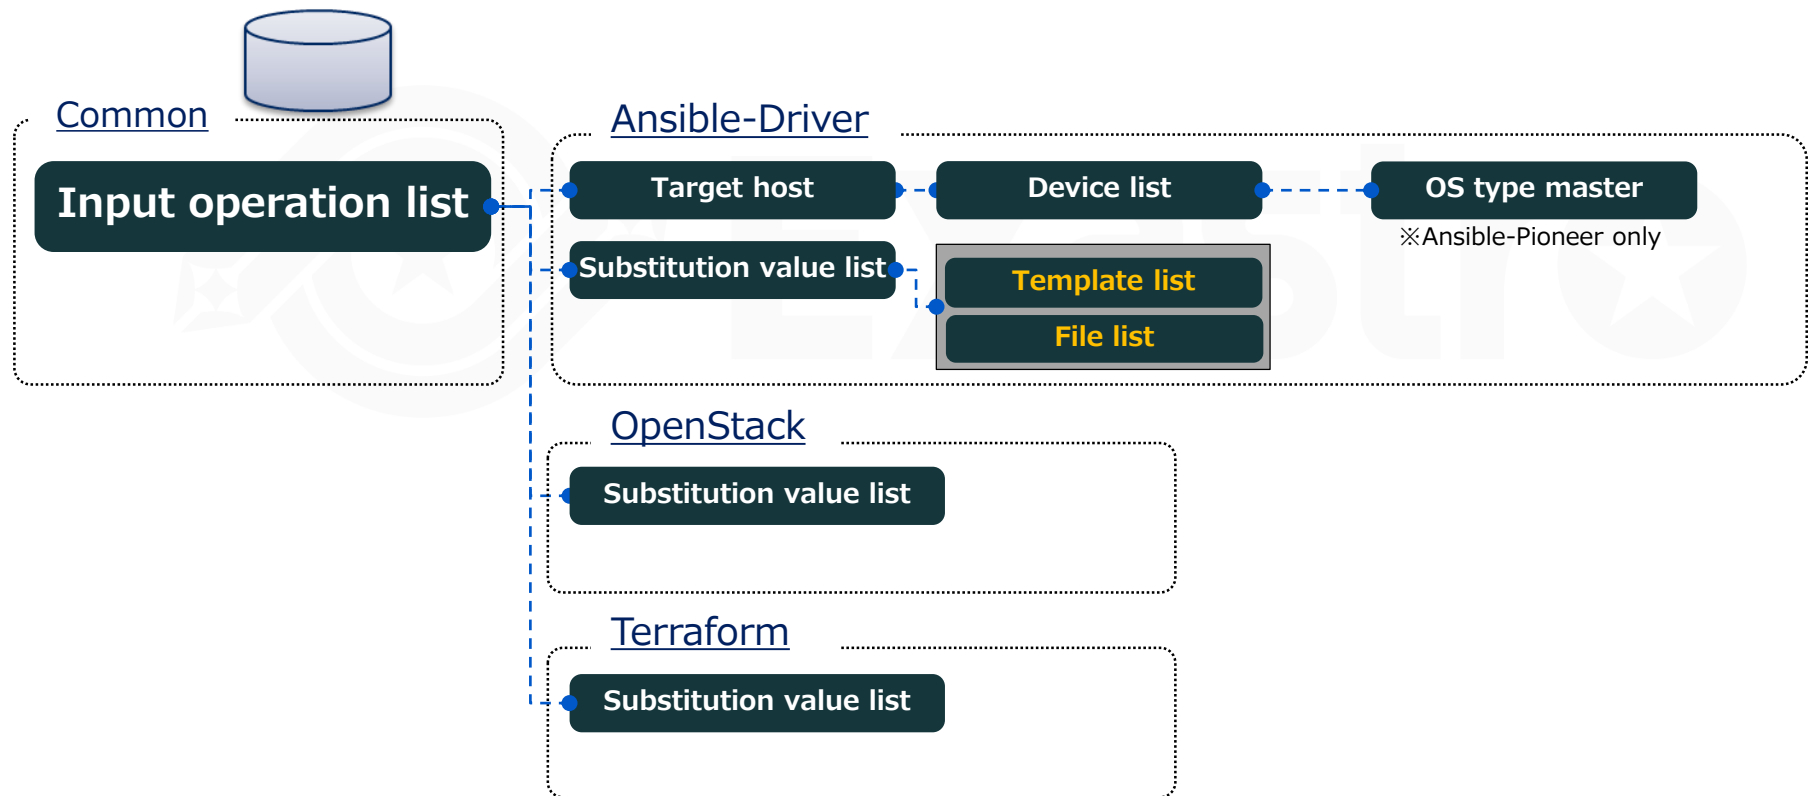 Common
Input operation list
Ansible-Driver
Target host
Device list
OS type master
※Ansible-Pioneer only
Substitution value list
Template list
File list
OpenStack
Substitution value list
Terraform
Substitution value list
Exastro